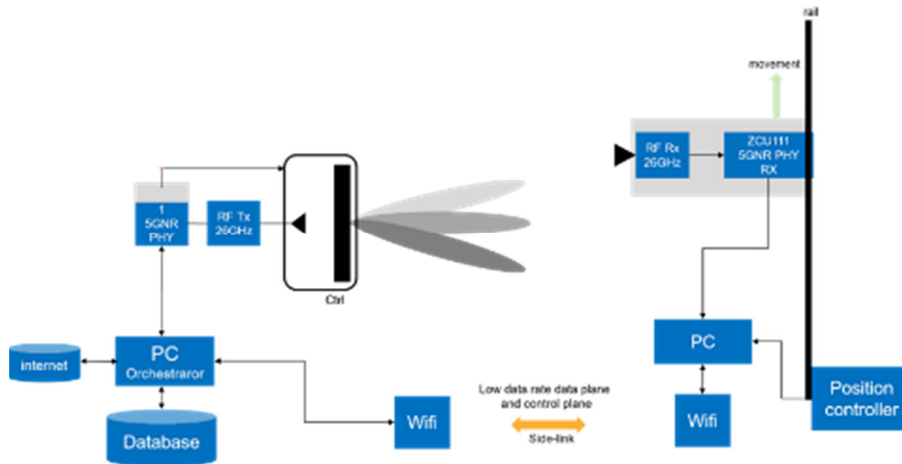 rail
movement
RF Rx
26GHz
ZCU111
5GNR PHY
RX
1
5GNR
PHY
RF Tx
26GHz
Ctrl
internet
PC
Orchestraror
Database
Wifi
Low data rate data plane
and control plane
Side-link
PC
Wifi
Position
controller